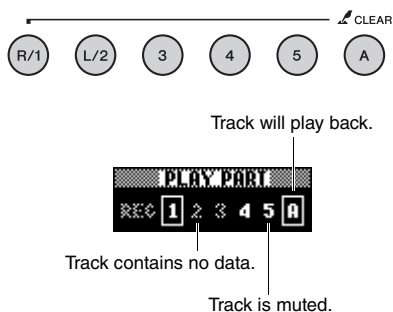 CLEAR
R/1 L/2 3 4 5 A
Track will play back.
PLAY PART
REC 1 2 3 4 5 A
Track contains no data.
Track is muted.